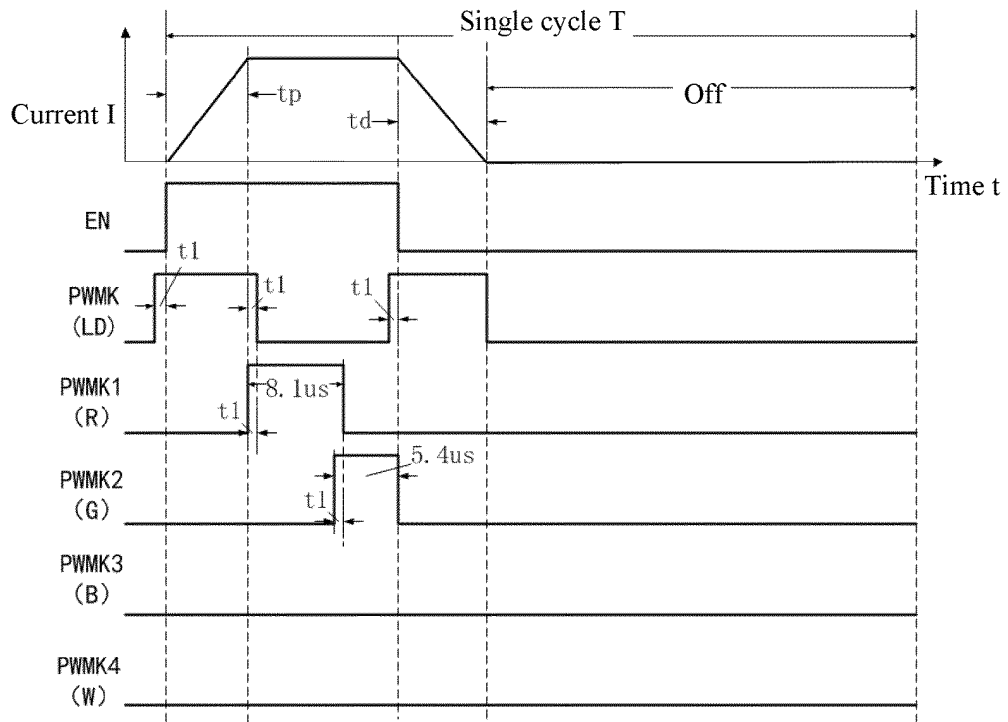 Single cycle T
tp
Off
Current I
td
Time t
EN
t1
PWMK
(LD)
t1
t1
PWMK1
(R)
8.1us
t1
5.4us
PWMK2
(G)
t1
PWMK3
(B)
PWMK4
(W)